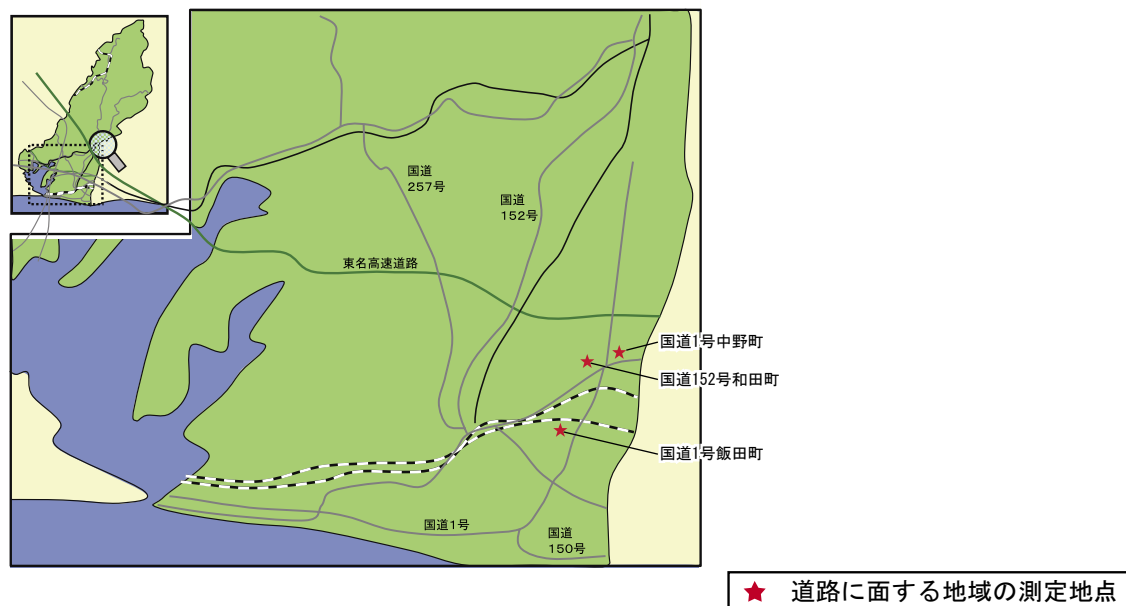 国道
257号
国道
152号
東名高速道路
国道1号中野町
国道152号和田町
国道1号飯田町
国道1号
国道
150号
★ 道路に面する地域の測定地点